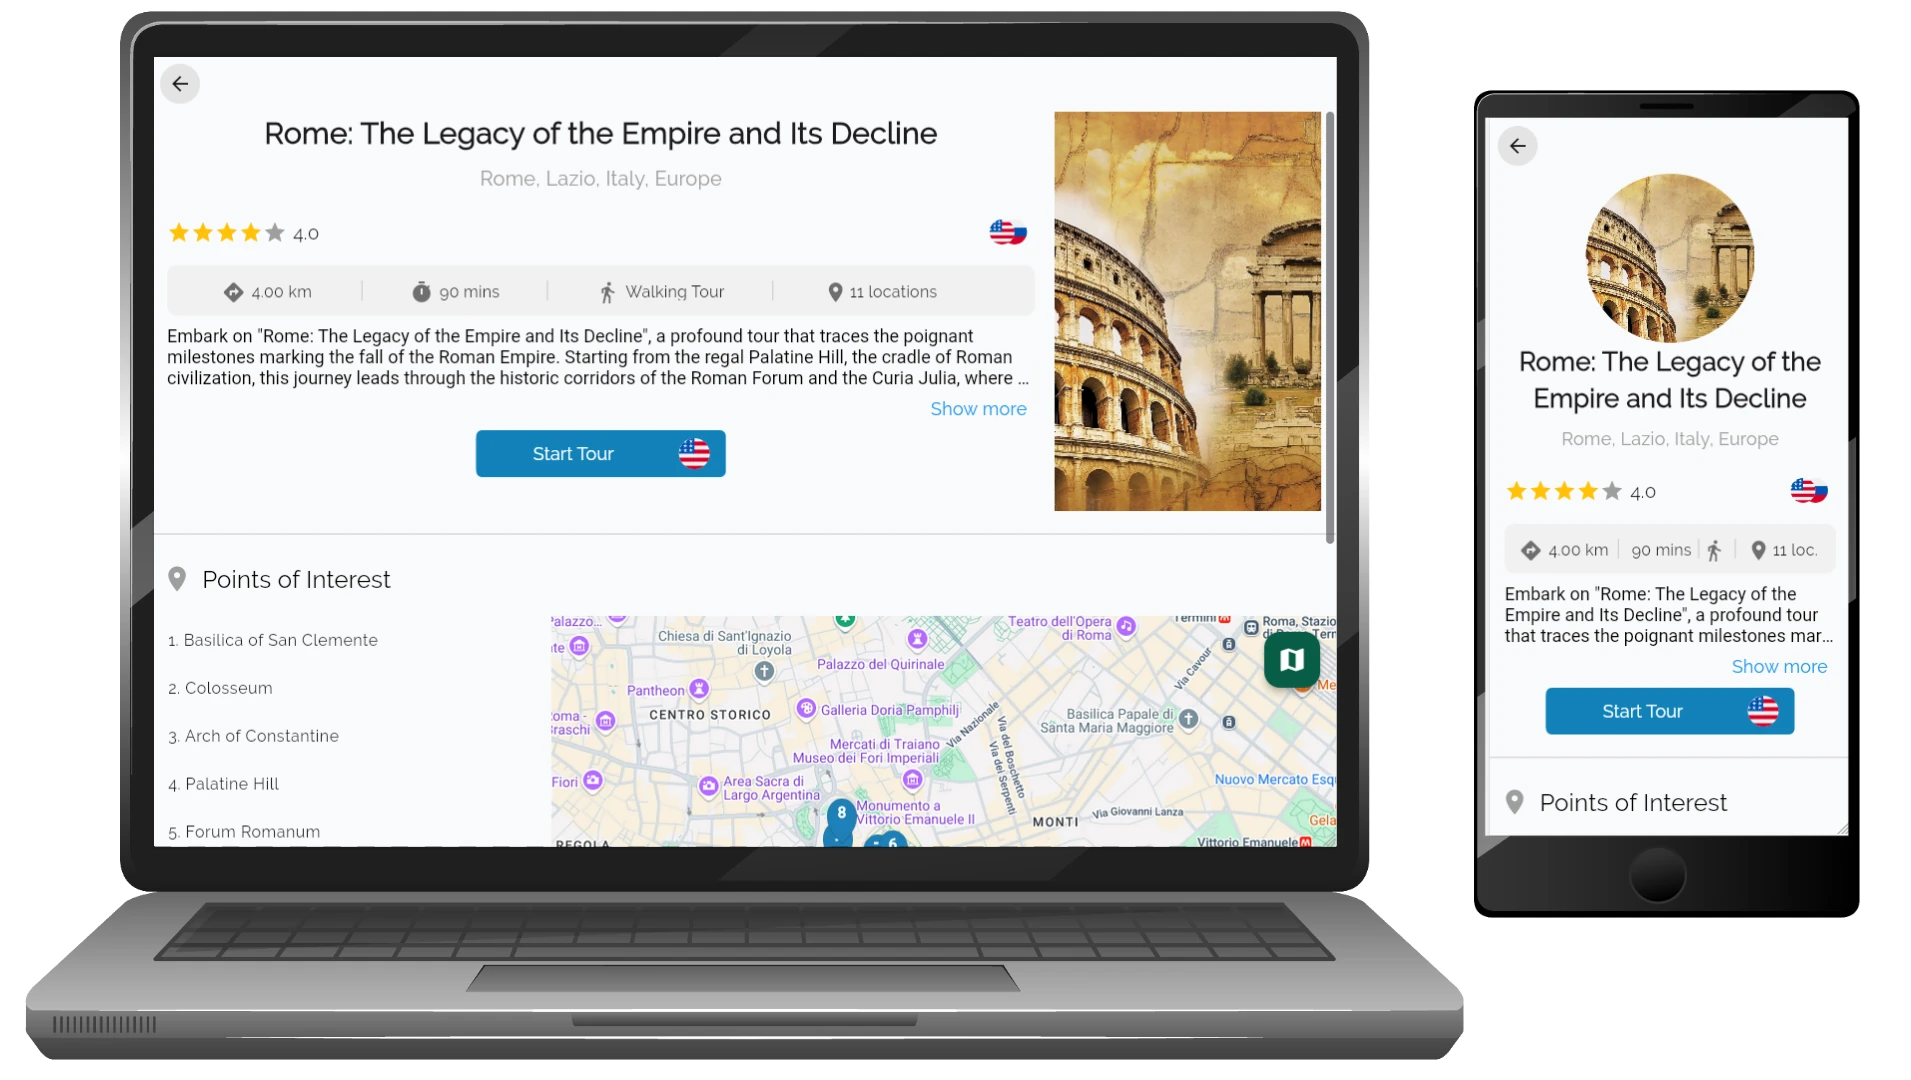 Rome: The Legacy of the Empire and Its Decline
Rome, Lazio, Italy, Europe
4.0
4.00 km
90 mins
Walking Tour
11 locations
Embark on "Rome: The Legacy of the Empire and Its Decline", a profound tour that traces the poignant
milestones marking the fall of the Roman Empire. Starting from the regal Palatine Hill, the cradle of Roman
civilization, this journey leads through the historic corridors of the Roman Forum and the Curia Julia, where ...
Show more
Start Tour
Points of Interest
1. Basilica of San Clemente
2. Colosseum
3. Arch of Constantine
4. Palatine Hill
5. Forum Romanum
alazzo...
Chiesa di Sant'Ignazio
di Loyola
Teatro dell'Opera
di Roma
Termini
Roma, Stazio
Palazzo del Quirinale
Via Cavour
Pantheon
Me
CENTRO STORICO
Galleria Doria Pamphilj
oma -
raschi
Via Nazionale
Basilica Papale di
Santa Maria Maggiore
Via del Boschetto
Via dei Serpenti
Mercati di Traiano
Museo dei Fori Imperiali
Fiori
Area Sacra di
Largo Argentina
Nuovo Mercato Esqu
8
Monumento a
Vittorio Emanuele II
MONTI
Via Giovanni Lanza
Gela
6
REGOLA
Vittorio Emanuele
Rome: The Legacy of the
Empire and Its Decline
Rome, Lazio, Italy, Europe
4.0
4.00 km
90 mins
11 loc.
Embark on "Rome: The Legacy of the
Empire and Its Decline", a profound tour
that traces the poignant milestones mar...
Show more
Start Tour
Points of Interest